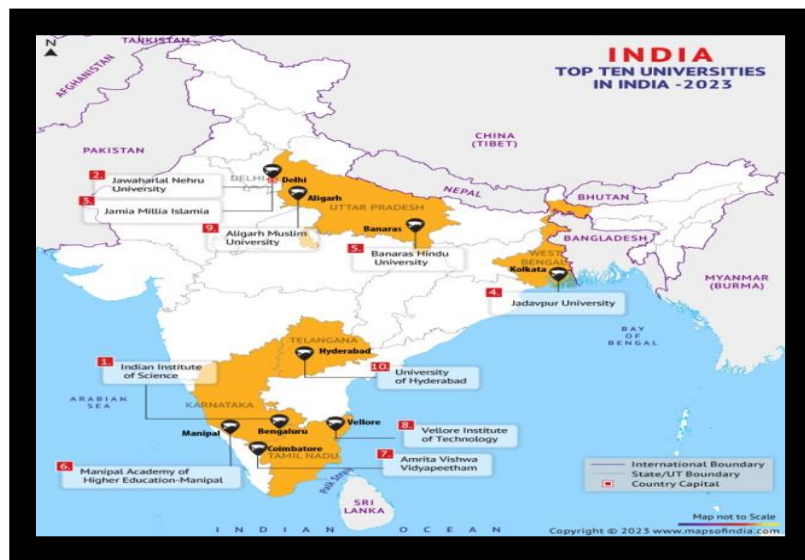 N
INDIA
TOP TEN UNIVERSITIES
IN INDIA -2023
TANKISTAN
AFGHANISTAN
PAKISTAN
CHINA
(TIBET)
NEPAL
BHUTAN
BANGLADESH
MYANMAR
(BURMA)
2.
Jawaharlal Nehru
University
DELHI
Delhi
3.
Jamia Millia Islamia
Aligarh
UTTAR PRADESH
9.
Aligarh Muslim
University
Banaras
5.
Banaras Hindu
University
WEST
BENGAL
Kolkata
4.
Jadavpur University
BAY
OF
BENGAL
TELANGANA
Hyderabad
1.
Indian Institute
of Science
10.
University
of Hyderabad
ARABIAN
SEA
KARNATAKA
Manipal
Bengaluru
Vellore
8.
Vellore Institute
of Technology
Coimbatore
TAMIL NADU
6.
Manipal Academy of
Higher Education-Manipal
7.
Amrita Vishwa
Vidyapeetham
Palk Strait
SRI
LANKA
International Boundary
State/UT Boundary
Country Capital
Map not to Scale
INDIAN OCEAN
Copyright © 2023 www.mapsofindia.com